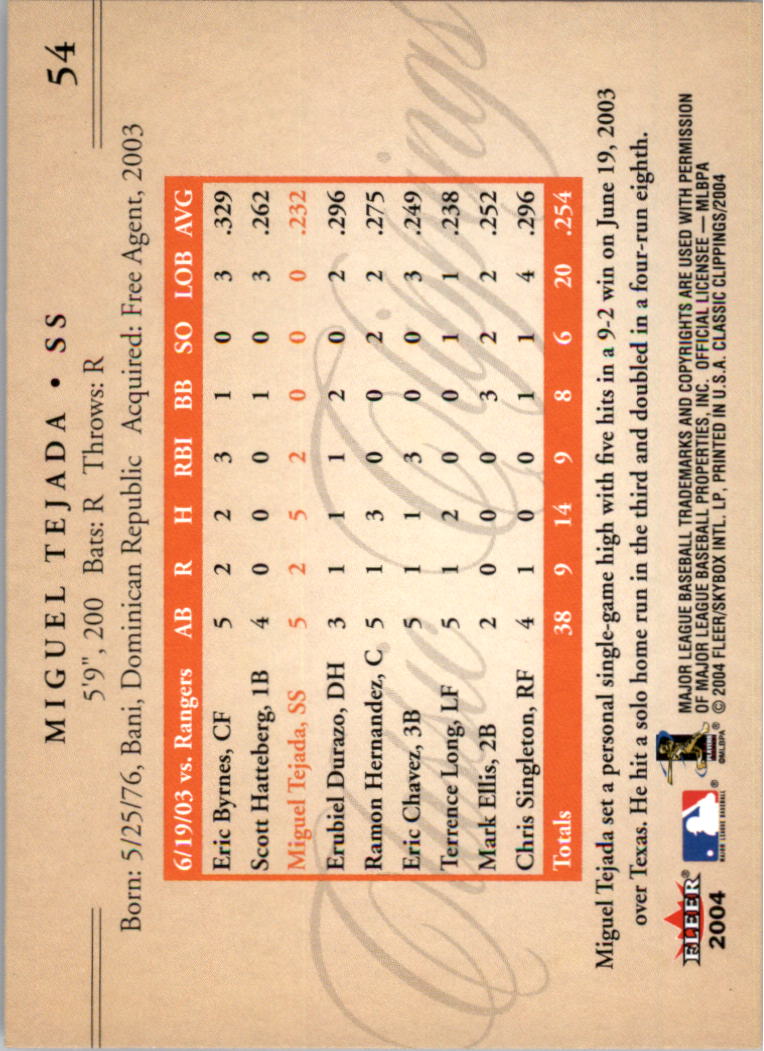 54
MIGUEL TEJADA • SS
5'9", 200 Bats: R Throws: R
Born: 5/25/76, Bani, Dominican Republic Acquired: Free Agent, 2003
Classic Clippings
6/19/03 vs. Rangers AB R H RBI BB SO LOB AVG
Eric Byrnes, CF 5 2 2 3 1 0 3 .329
Scott Hatteberg, 1B 4 0 0 0 1 0 3 .262
Miguel Tejada, SS 5 2 5 2 0 0 0 .232
Erubiel Durazo, DH 3 1 1 1 2 0 2 .296
Ramon Hernandez, C 5 1 3 0 0 2 2 .275
Eric Chavez, 3B 5 1 1 3 0 0 3 .249
Terrence Long, LF 5 1 2 0 0 1 1 .238
Mark Ellis, 2B 2 0 0 0 3 2 2 .252
Chris Singleton, RF 4 1 0 0 1 1 4 .296
Totals 38 9 14 9 8 6 20 .254
Miguel Tejada set a personal single-game high with five hits in a 9-2 win on June 19, 2003
over Texas. He hit a solo home run in the third and doubled in a four-run eighth.
FLEER®
2004
MAJOR LEAGUE BASEBALL®
©MLBPA ®
MAJOR LEAGUE BASEBALL TRADEMARKS AND COPYRIGHTS ARE USED WITH PERMISSION
OF MAJOR LEAGUE BASEBALL PROPERTIES, INC. OFFICIAL LICENSEE — MLBPA
© 2004 FLEER/SKYBOX INTL. LP, PRINTED IN U.S.A. CLASSIC CLIPPINGS/2004